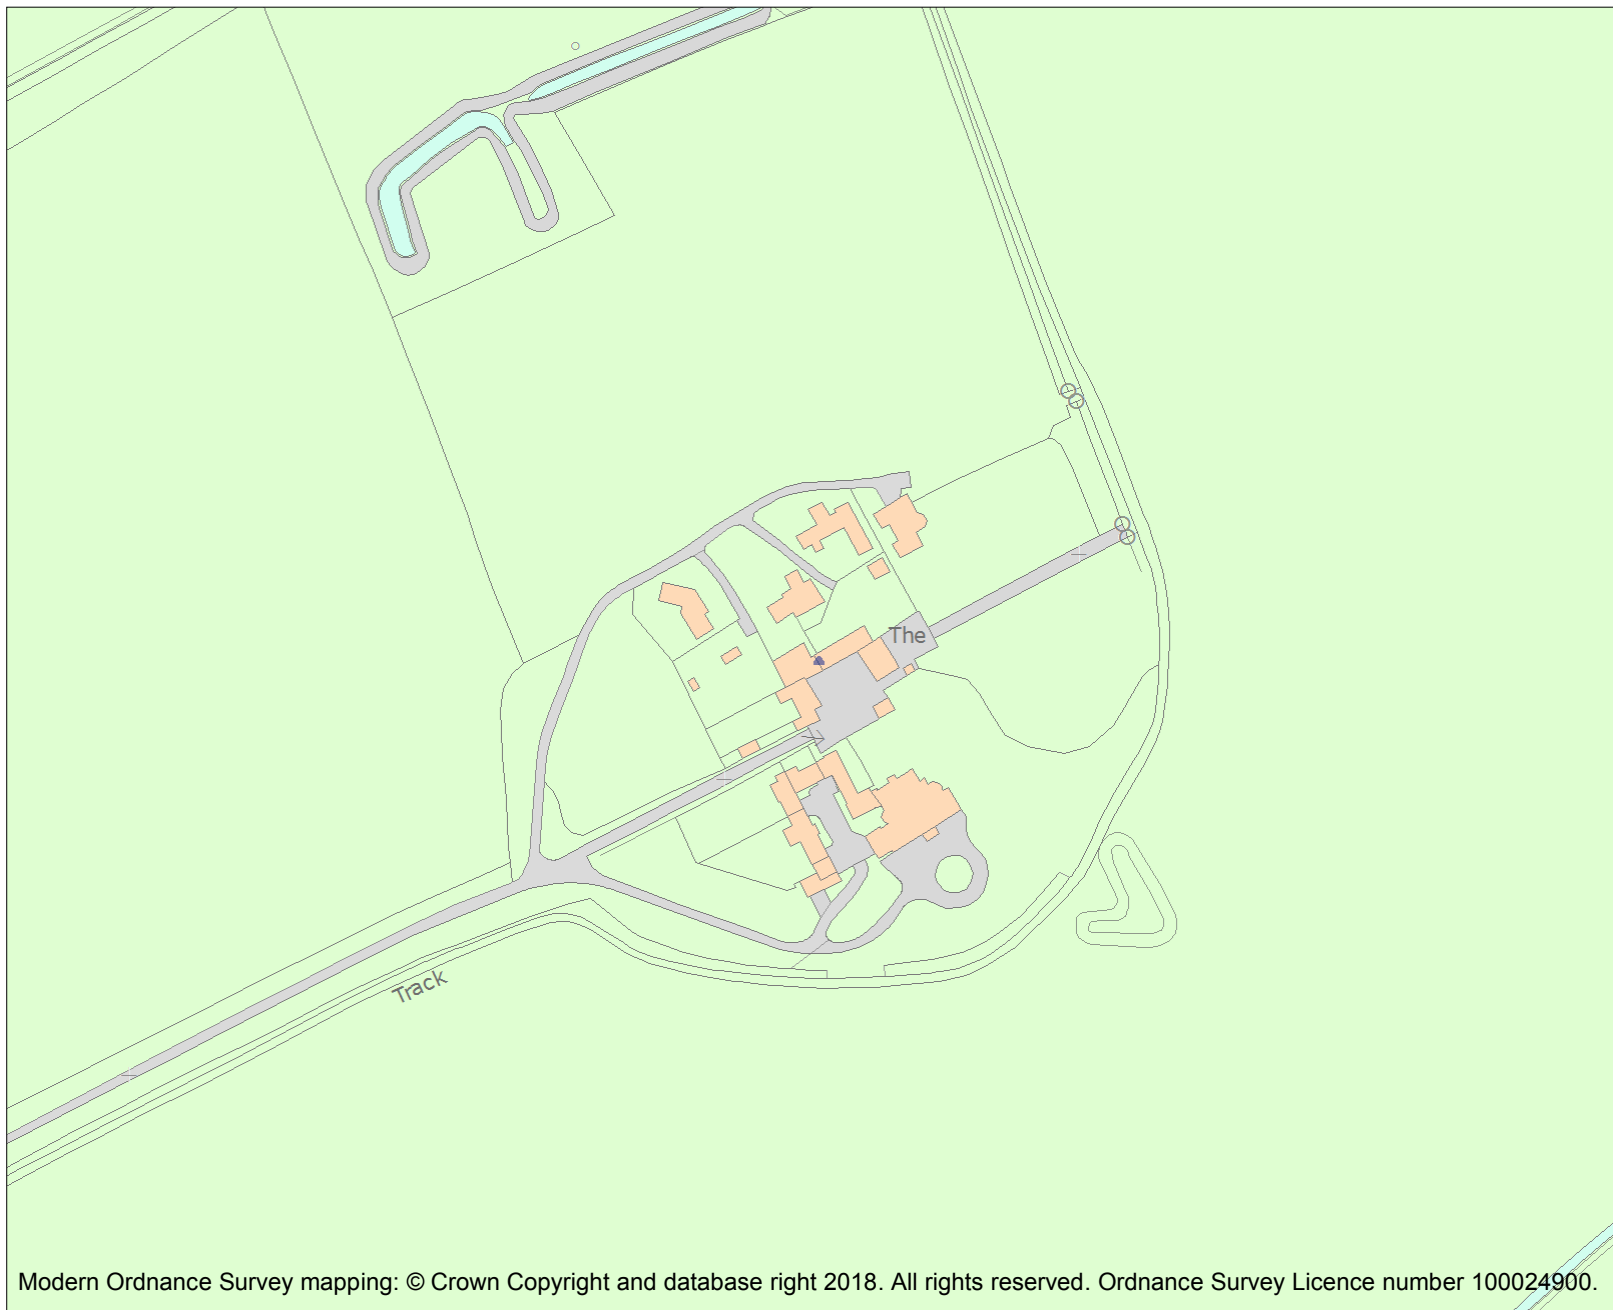 The
Track
Modern Ordnance Survey mapping: © Crown Copyright and database right 2018. All rights reserved. Ordnance Survey Licence number 100024900.